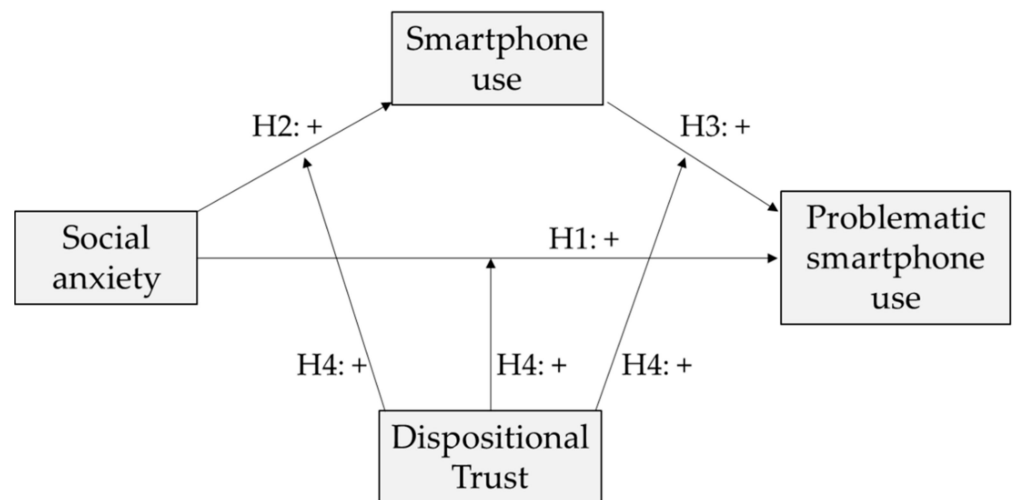 Smartphone
use
H2: +
H3: +
Social
anxiety
H1: +
Problematic
smartphone
use
H4: +
H4: +
H4: +
Dispositional
Trust